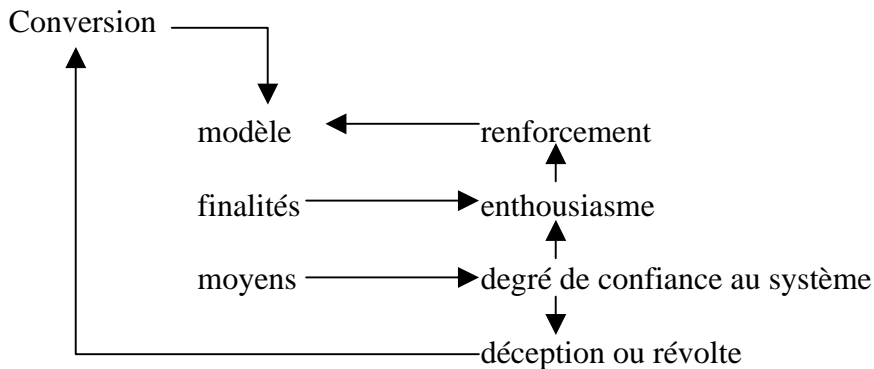 Conversion
modèle renforcement
finalités enthousiasme
moyens degré de confiance au système
déception ou révolte